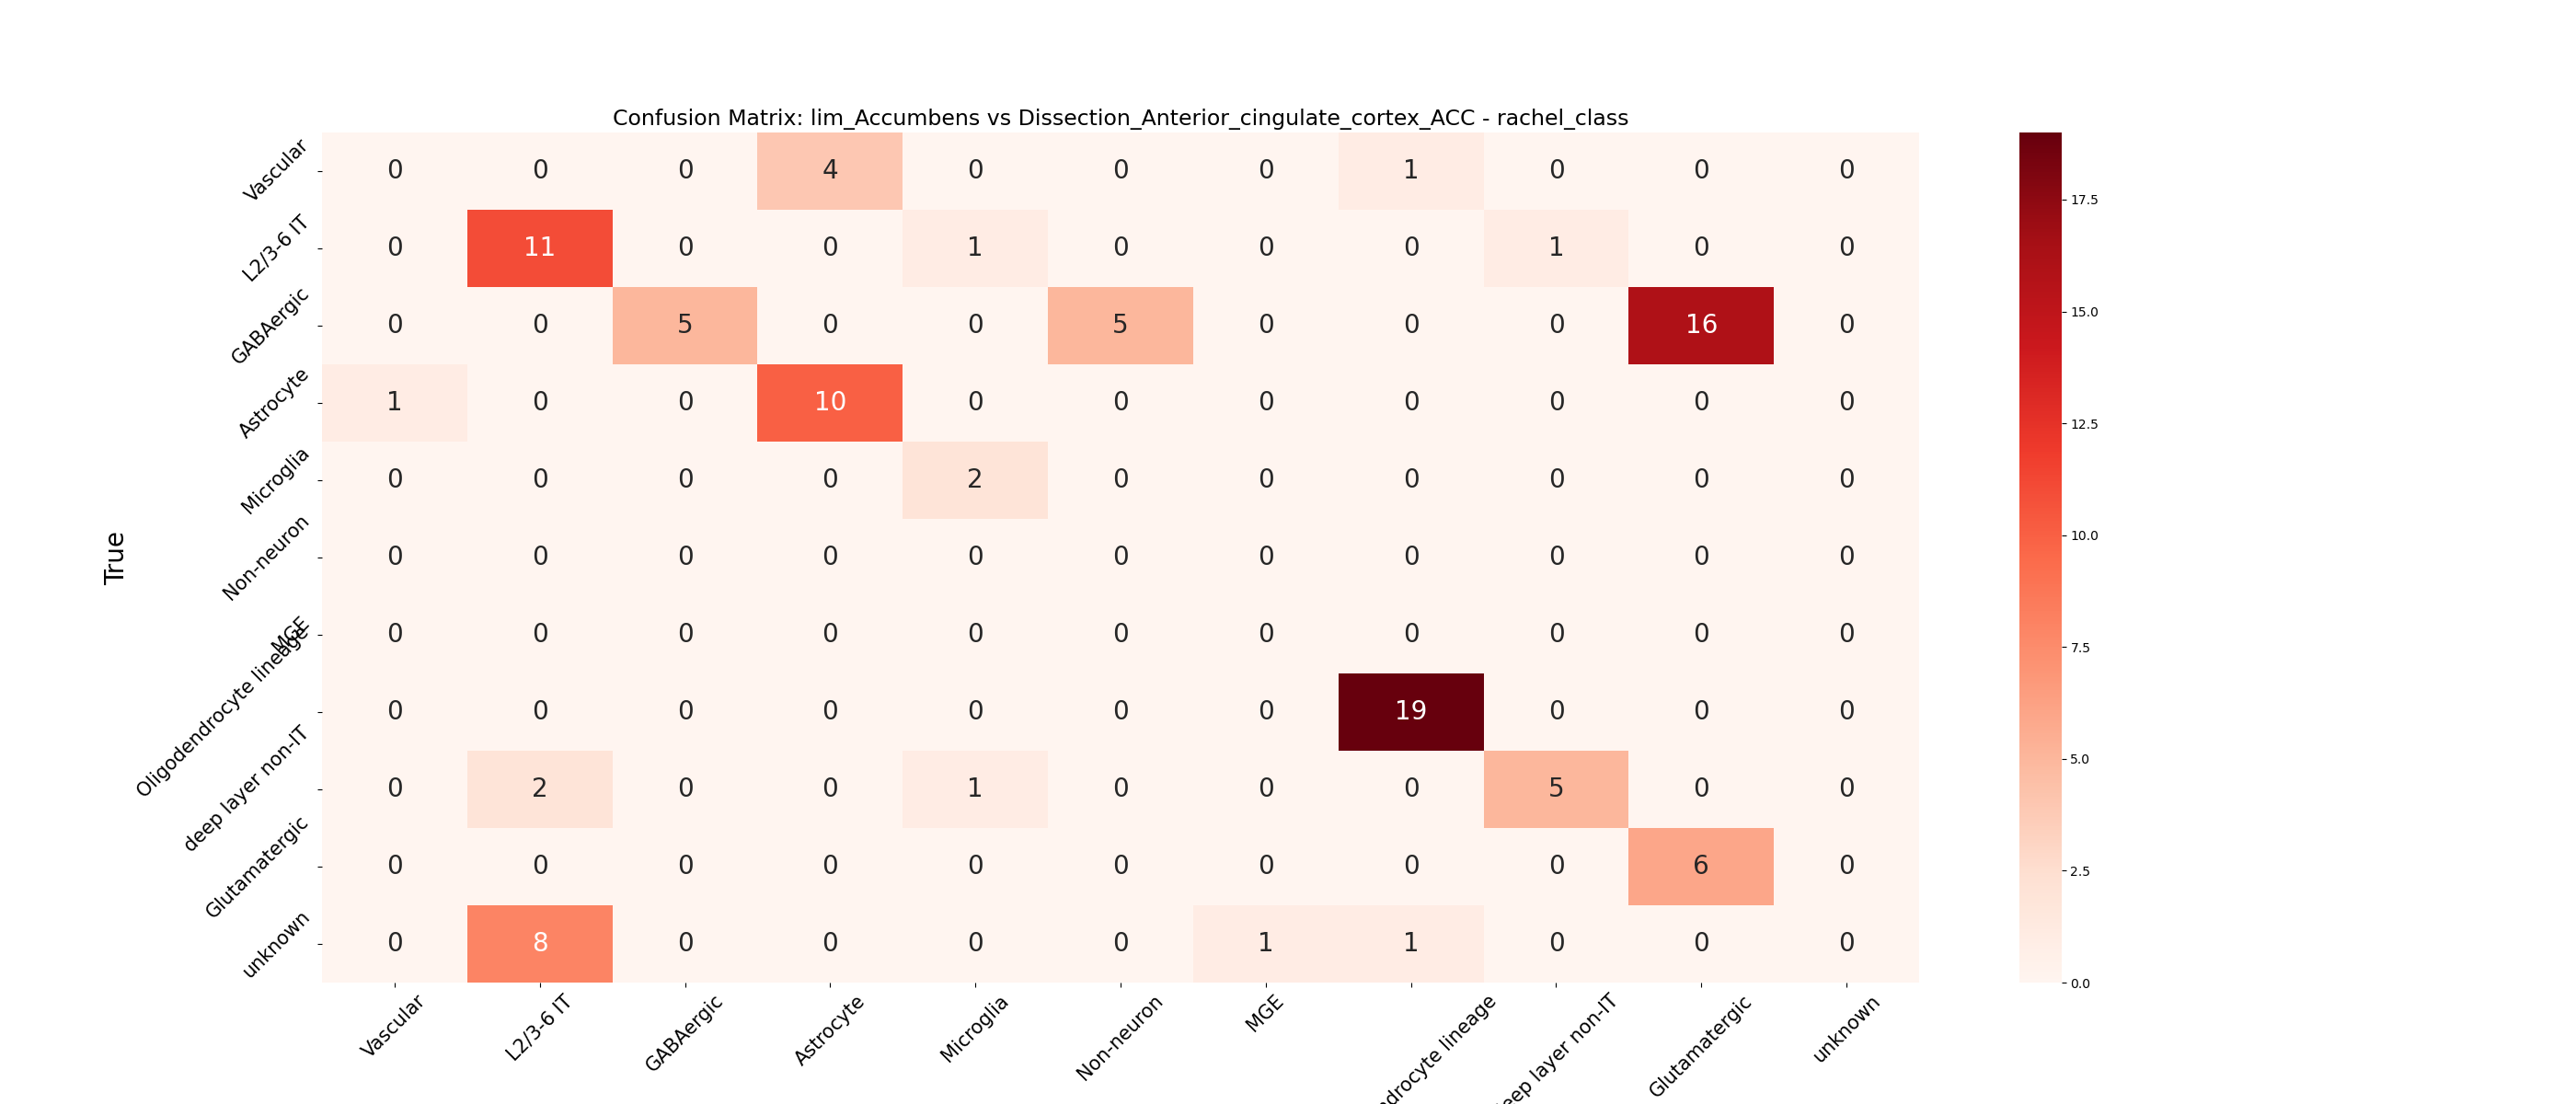 Confusion Matrix: lim_Accumbens vs Dissection_Anterior_cingulate_cortex_ACC - rachel_class
True
Vascular 0 0 0 4 0 0 0 1 0 0 0
L2/3-6 IT 0 11 0 0 1 0 0 0 1 0 0
GABAergic 0 0 5 0 0 5 0 0 0 16 0
Astrocyte 1 0 0 10 0 0 0 0 0 0 0
Microglia 0 0 0 0 2 0 0 0 0 0 0
Non-neuron 0 0 0 0 0 0 0 0 0 0 0
MGE 0 0 0 0 0 0 0 0 0 0 0
Oligodendrocyte lineage 0 0 0 0 0 0 0 19 0 0 0
deep layer non-IT 0 2 0 0 1 0 0 0 5 0 0
Glutamatergic 0 0 0 0 0 0 0 0 0 6 0
unknown 0 8 0 0 0 0 1 1 0 0 0
Vascular L2/3-6 IT GABAergic Astrocyte Microglia Non-neuron MGE lineage layer non-IT Glutamatergic unknown
17.5
15.0
12.5
10.0
7.5
5.0
2.5
0.0